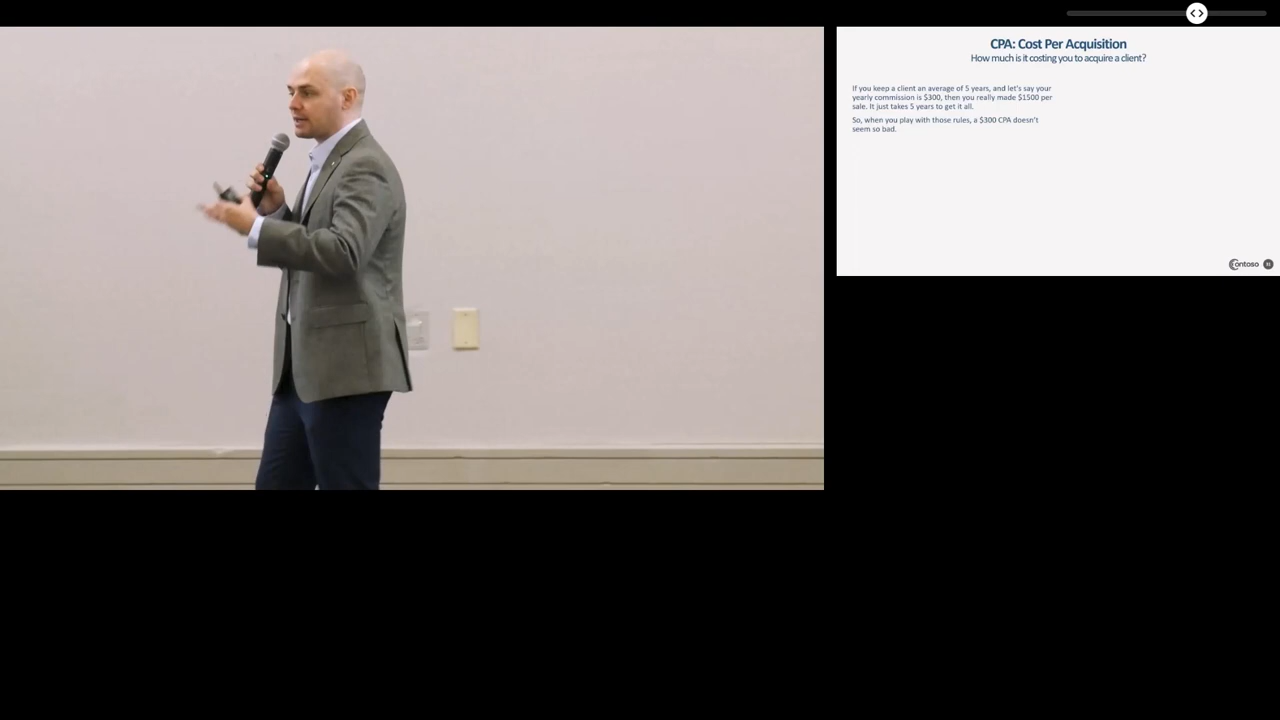 CPA: Cost Per Acquisition
How much is it costing you to acquire a client?
If you keep a client an average of 5 years, and let's say your
yearly commission is $300, then you really made $1500 per
sale. It just takes 5 years to get it all.
So, when you play with those rules, a $300 CPA doesn't
seem so bad.
Contoso